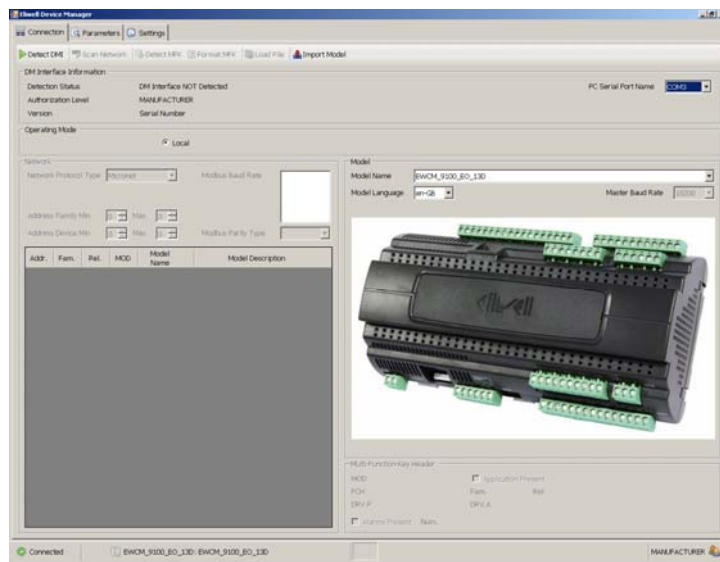 Eliwell Device Manager
Connection Parameters Settings
Detect DMI Scan Network Detect MFK Format MFK Load File Import Model
DM Interface Information
Detection Status DM Interface NOT Detected PC Serial Port Name COM3
Authorization Level MANUFACTURER
Version Serial Number
Operating Mode
Local
Network Model
Network Protocol Type Micronet Modbus Baud Rate Model Name EWCM_9100_EO_13D
Model Language en-GB Master Baud Rate 19200
Address Family Min 0 Max 0
Address Device Min 0 Max 0 Modbus Parity Type
Addr. Fam. Rel. MOD Model Name Model Description
eliwell
Multi-Function-Key Header
MOD Application Present
PCH Fam. Rel
DRV.P DRV.A
Alarms Present Num.
Connected EWCM_9100_EO_13D: EWCM_9100_EO_13D MANUFACTURER